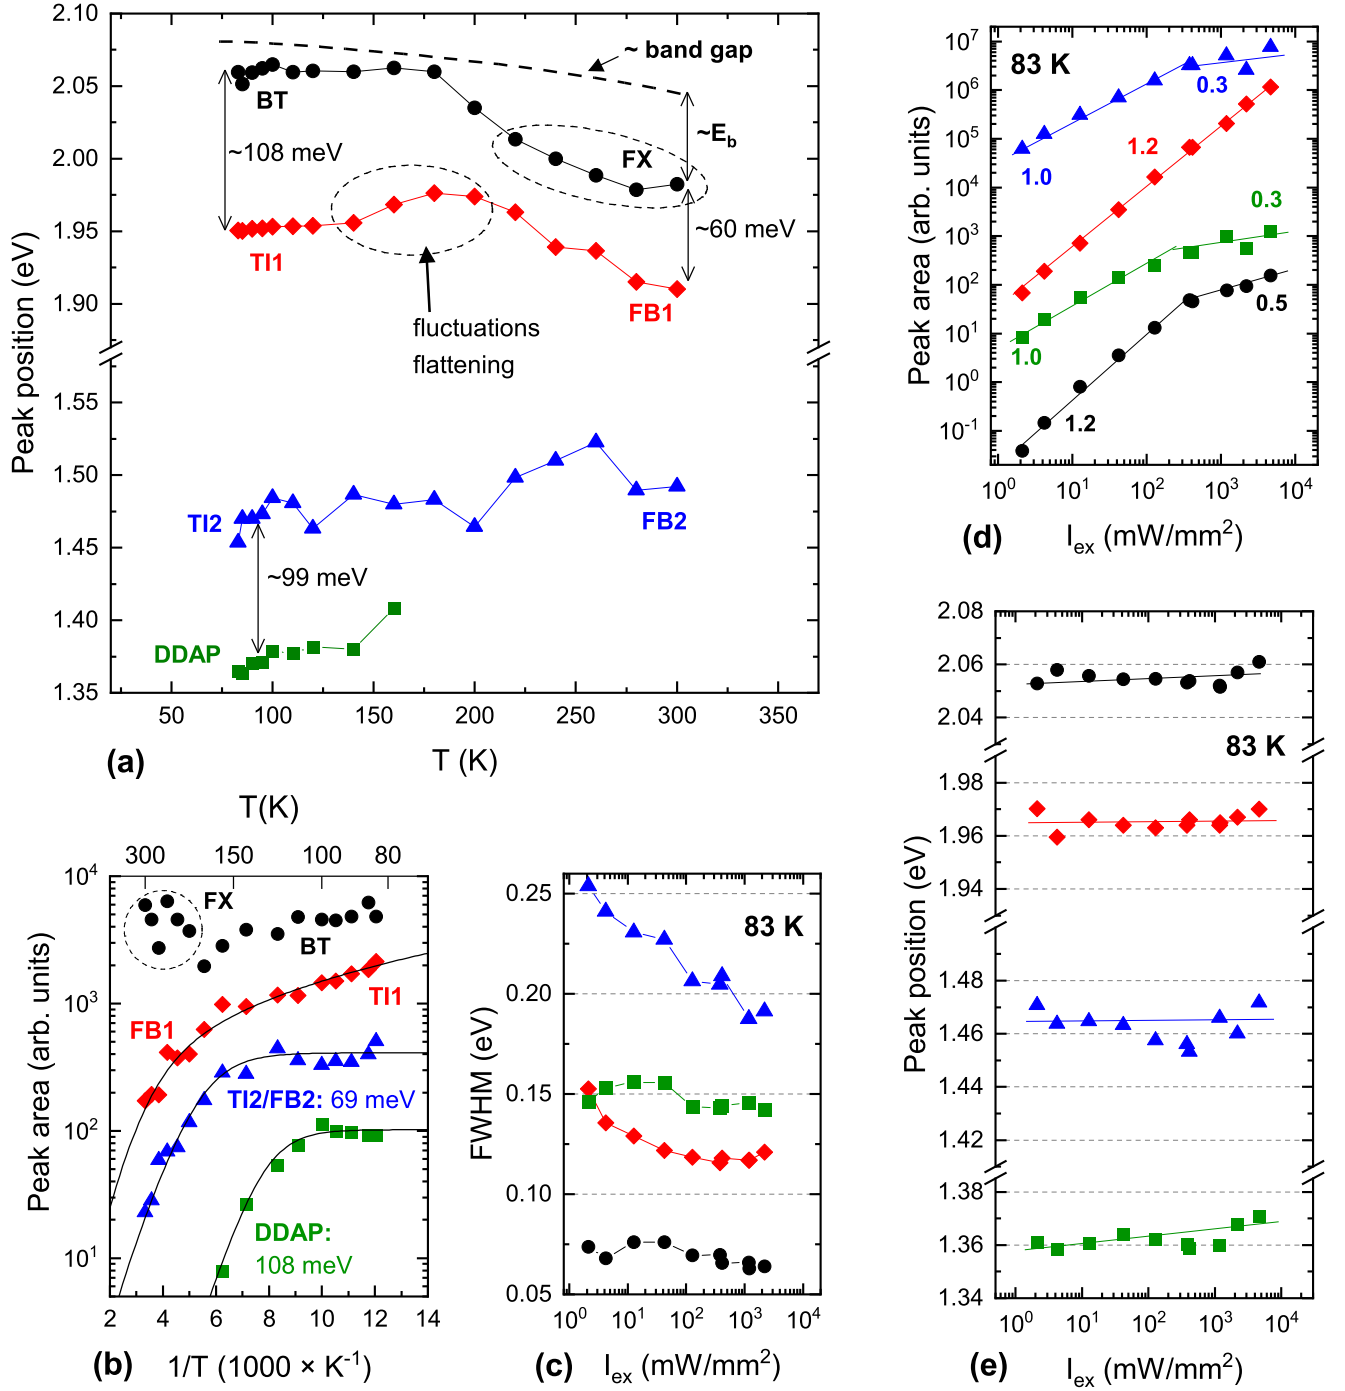 2.10
2.05
2.00
1.95
1.90
1.55
1.50
1.45
1.40
1.35
Peak position (eV)
~ band gap
BT
~108 meV
FX
~E_b
~60 meV
TI1
FB1
fluctuations
flattening
TI2
FB2
~99 meV
DDAP
50 100 150 200 250 300 350
(a) T (K)
T(K)
300 150 100 80
10^4
10^3
10^2
10^1
Peak area (arb. units)
FX
BT
TI1
FB1
TI2/FB2: 69 meV
DDAP:
108 meV
2 4 6 8 10 12 14
(b) 1/T (1000 × K^-1)
0.25
0.20
0.15
0.10
0.05
FWHM (eV)
83 K
10^0 10^1 10^2 10^3 10^4
(c) I_ex (mW/mm^2)
10^7
10^6
10^5
10^4
10^3
10^2
10^1
10^0
10^-1
Peak area (arb. units)
83 K
0.3
1.2
1.0
0.3
1.0
0.5
1.2
10^0 10^1 10^2 10^3 10^4
(d) I_ex (mW/mm^2)
2.08
2.06
2.04
1.98
1.96
1.94
1.48
1.46
1.44
1.42
1.38
1.36
1.34
Peak position (eV)
83 K
10^0 10^1 10^2 10^3 10^4
(e) I_ex (mW/mm^2)